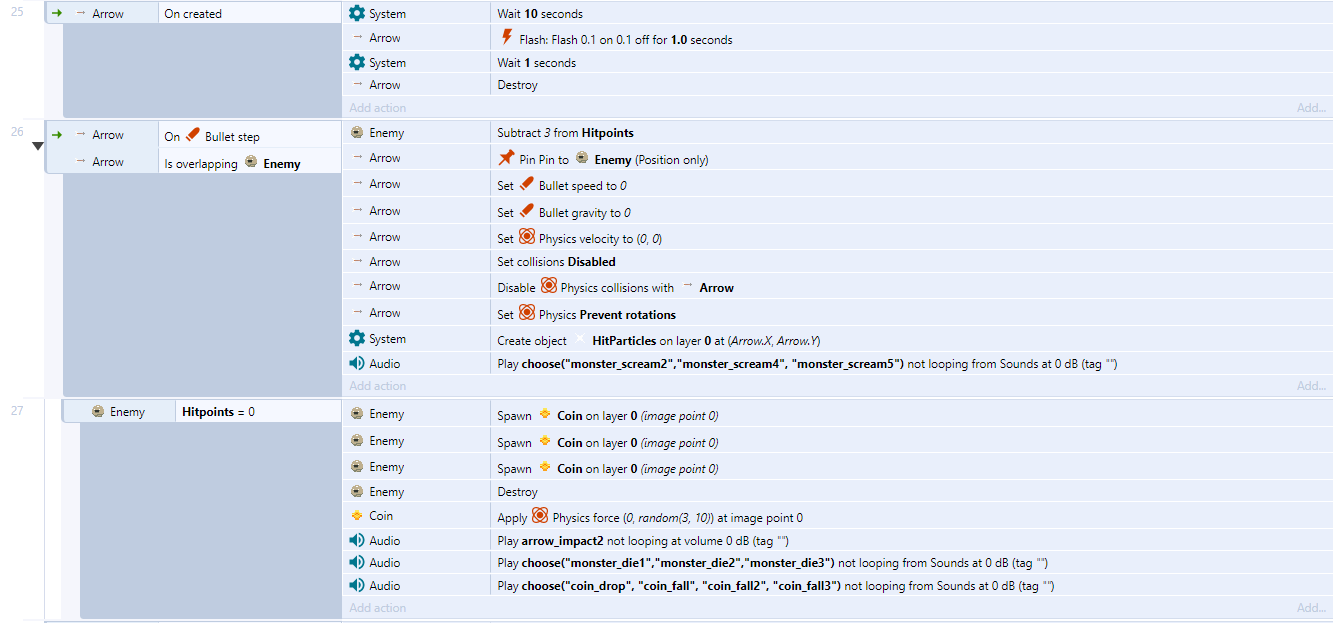 25 Arrow On created System Wait 10 seconds
Arrow Flash: Flash 0.1 on 0.1 off for 1.0 seconds
System Wait 1 seconds
Arrow Destroy
Add action Add...
26 Arrow On Bullet step Enemy Subtract 3 from Hitpoints
Arrow Is overlapping Enemy Arrow Pin Pin to Enemy (Position only)
Arrow Set Bullet speed to 0
Arrow Set Bullet gravity to 0
Arrow Set Physics velocity to (0, 0)
Arrow Set collisions Disabled
Arrow Disable Physics collisions with Arrow
Arrow Set Physics Prevent rotations
System Create object HitParticles on layer 0 at (Arrow.X, Arrow.Y)
Audio Play choose("monster_scream2","monster_scream4", "monster_scream5") not looping from Sounds at 0 dB (tag "")
Add action Add...
27 Enemy Hitpoints = 0 Enemy Spawn Coin on layer 0 (image point 0)
Enemy Spawn Coin on layer 0 (image point 0)
Enemy Spawn Coin on layer 0 (image point 0)
Enemy Destroy
Coin Apply Physics force (0, random(3, 10)) at image point 0
Audio Play arrow_impact2 not looping at volume 0 dB (tag "")
Audio Play choose("monster_die1","monster_die2","monster_die3") not looping from Sounds at 0 dB (tag "")
Audio Play choose("coin_drop", "coin_fall", "coin_fall2", "coin_fall3") not looping from Sounds at 0 dB (tag "")
Add action Add...